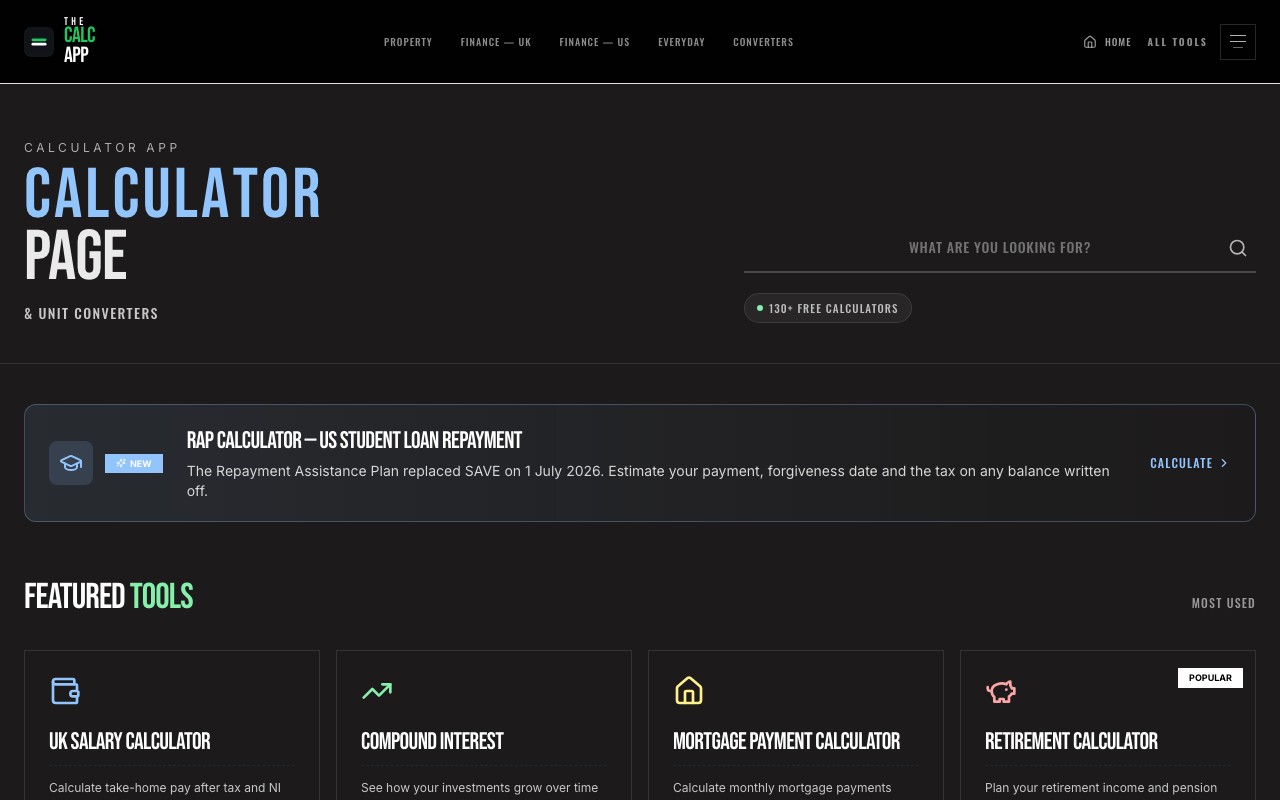 THE
CALC
APP
PROPERTY
FINANCE — UK
FINANCE — US
EVERYDAY
CONVERTERS
HOME
ALL TOOLS
CALCULATOR APP
CALCULATOR
PAGE
& UNIT CONVERTERS
WHAT ARE YOU LOOKING FOR?
130+ FREE CALCULATORS
NEW
RAP CALCULATOR — US STUDENT LOAN REPAYMENT
The Repayment Assistance Plan replaced SAVE on 1 July 2026. Estimate your payment, forgiveness date and the tax on any balance written
off.
CALCULATE
FEATURED TOOLS
MOST USED
UK SALARY CALCULATOR
Calculate take-home pay after tax and NI
COMPOUND INTEREST
See how your investments grow over time
MORTGAGE PAYMENT CALCULATOR
Calculate monthly mortgage payments
POPULAR
RETIREMENT CALCULATOR
Plan your retirement income and pension